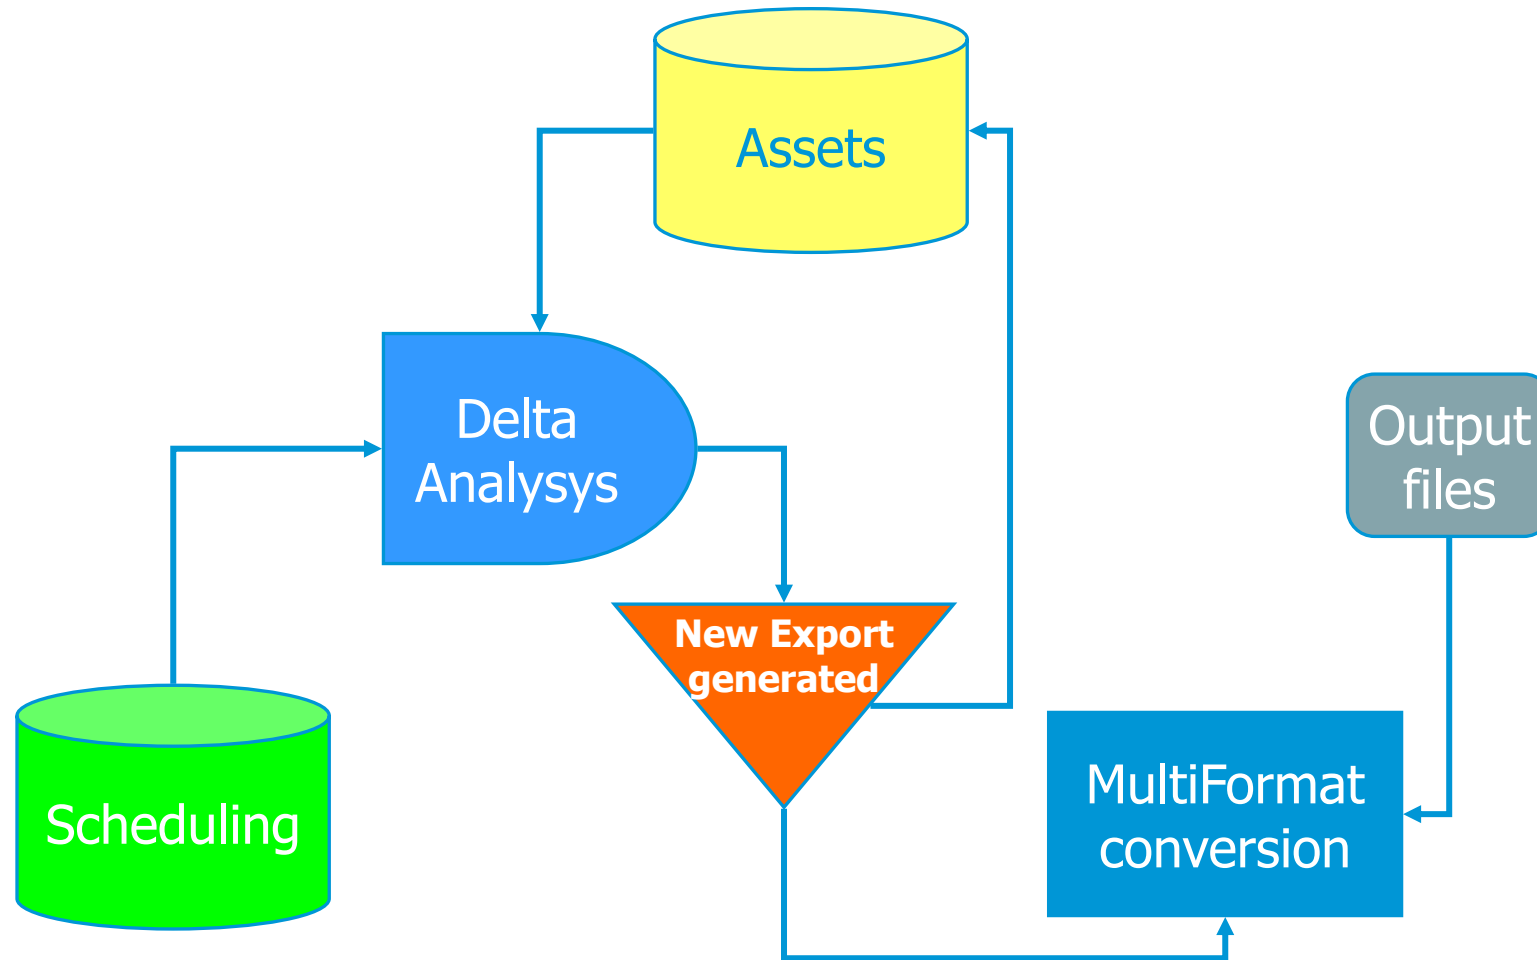 Assets
Delta
Analysys
Output
files
New Export
generated
MultiFormat
conversion
Scheduling